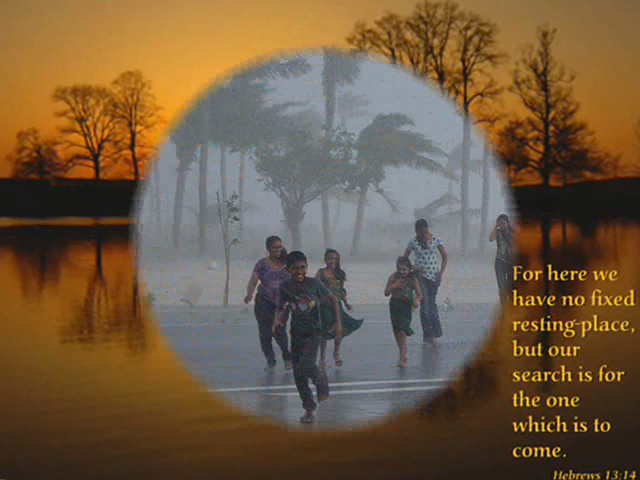 For here we
have no fixed
resting-place,
but our
search is for
the one
which is to
come.
Hebrews 13:14